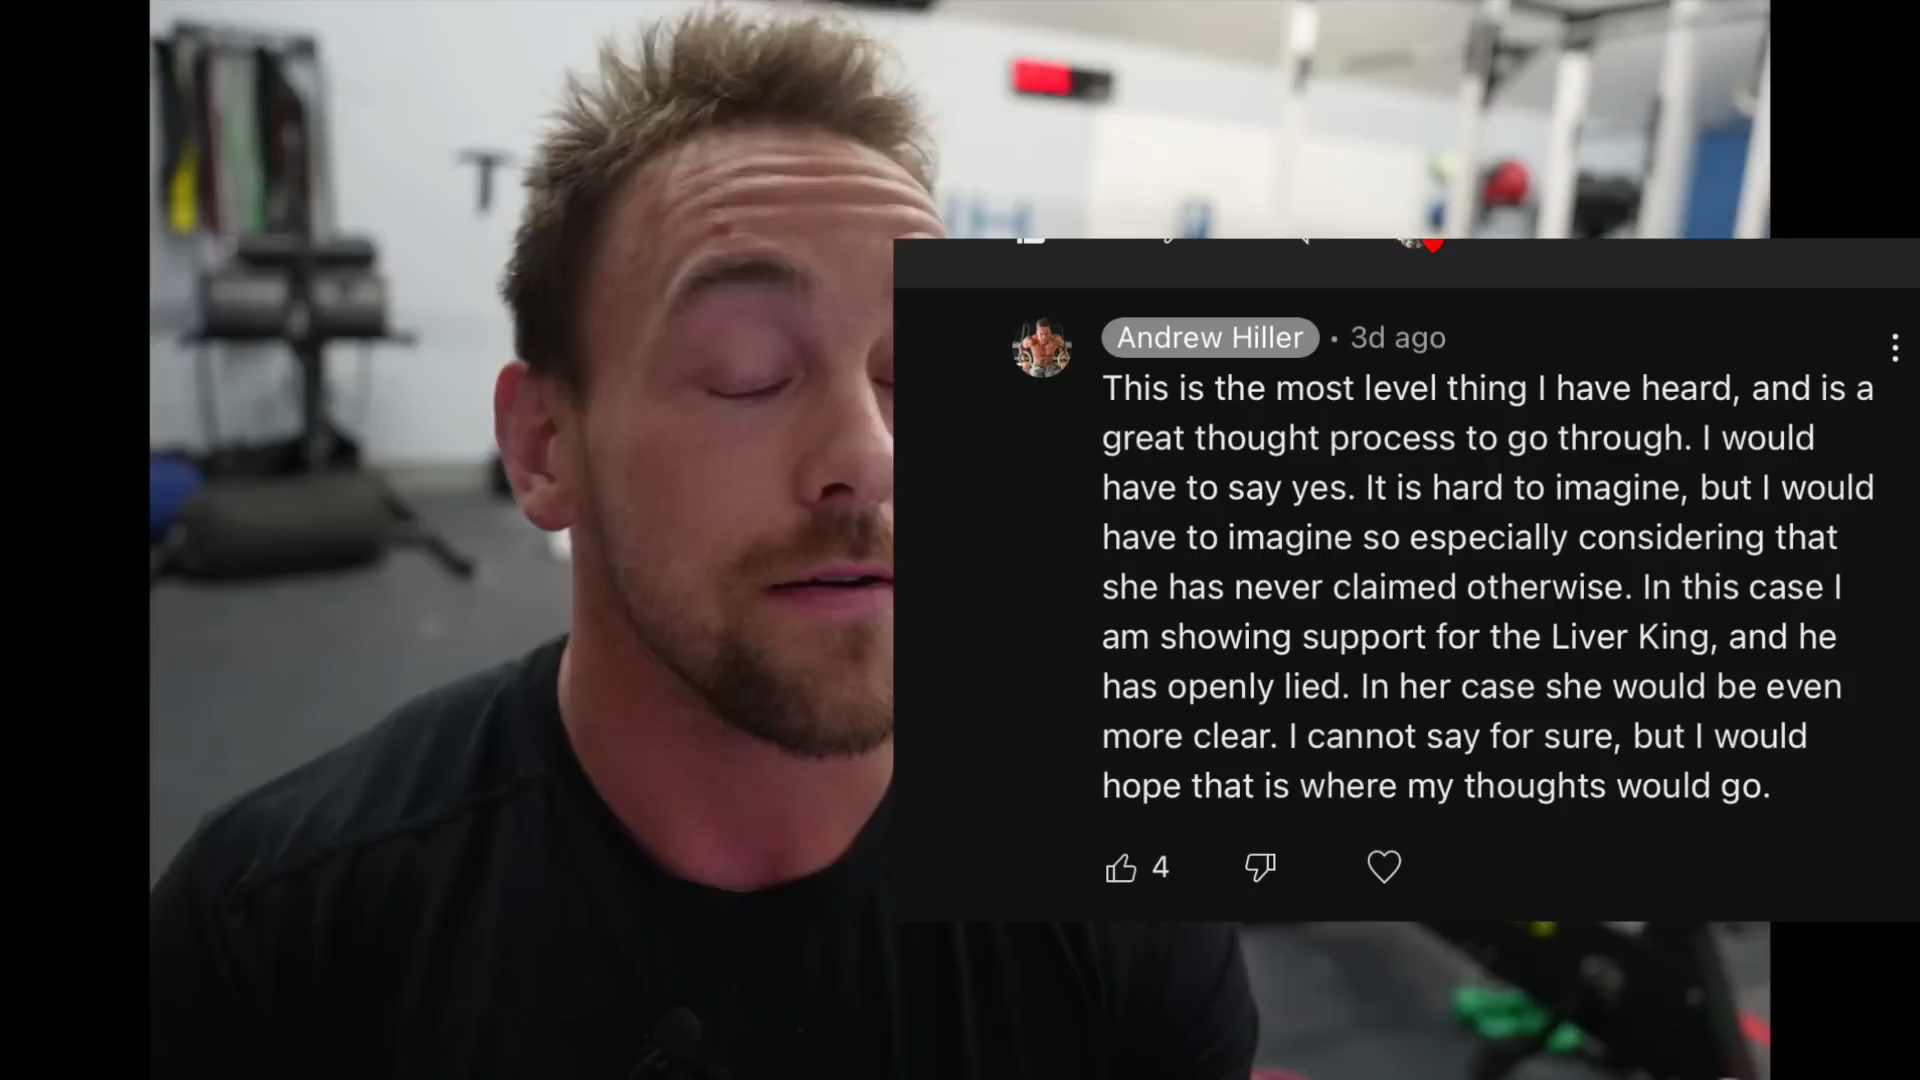 Andrew Hiller • 3d ago
This is the most level thing I have heard, and is a
great thought process to go through. I would
have to say yes. It is hard to imagine, but I would
have to imagine so especially considering that
she has never claimed otherwise. In this case I
am showing support for the Liver King, and he
has openly lied. In her case she would be even
more clear. I cannot say for sure, but I would
hope that is where my thoughts would go.
4